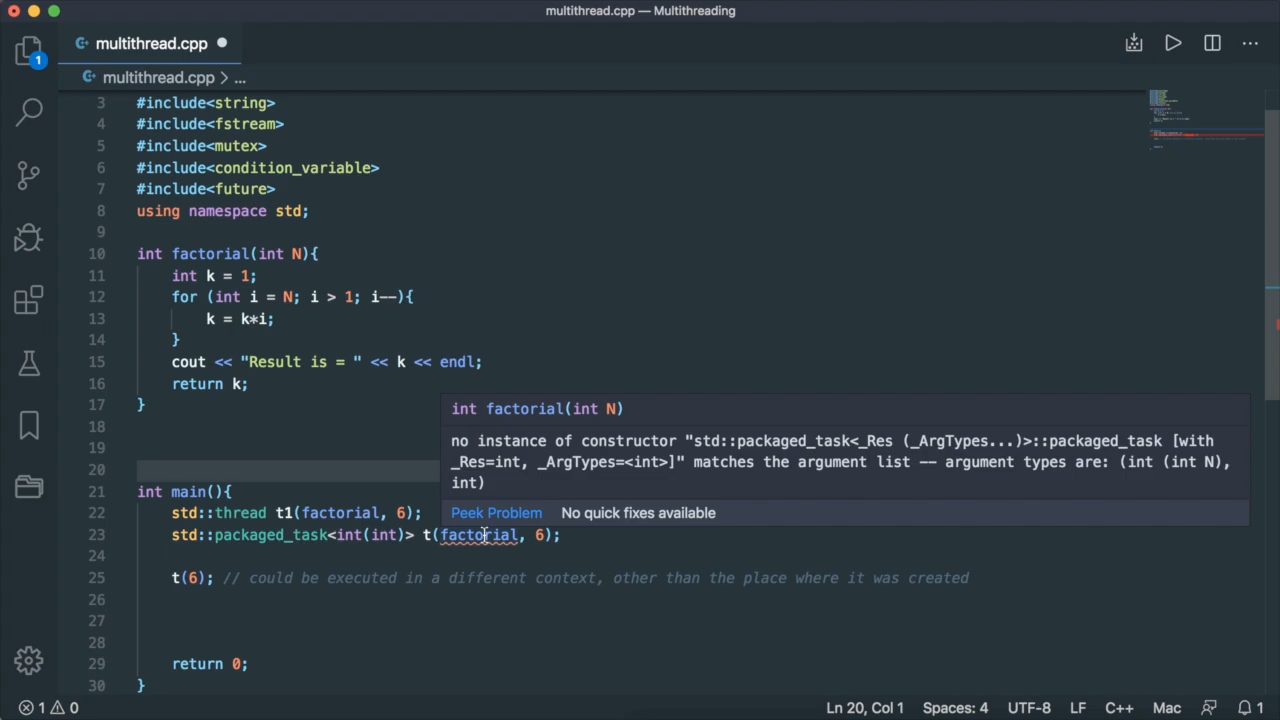 multithread.cpp — Multithreading
multithread.cpp
multithread.cpp > ...
1
3 #include<string>
4 #include<fstream>
5 #include<mutex>
6 #include<condition_variable>
7 #include<future>
8 using namespace std;
9
10 int factorial(int N){
11 int k = 1;
12 for (int i = N; i > 1; i--){
13 k = k*i;
14 }
15 cout << "Result is = " << k << endl;
16 return k;
17 }
18
19
20
int factorial(int N)
no instance of constructor "std::packaged_task<_Res (_ArgTypes...)>::packaged_task [with
_Res=int, _ArgTypes=<int>]" matches the argument list -- argument types are: (int (int N),
int)
Peek Problem No quick fixes available
21 int main(){
22 std::thread t1(factorial, 6);
23 std::packaged_task<int(int)> t(factorial, 6);
24
25 t(6); // could be executed in a different context, other than the place where it was created
26
27
28
29 return 0;
30 }
1 0 Ln 20, Col 1 Spaces: 4 UTF-8 LF C++ Mac 1